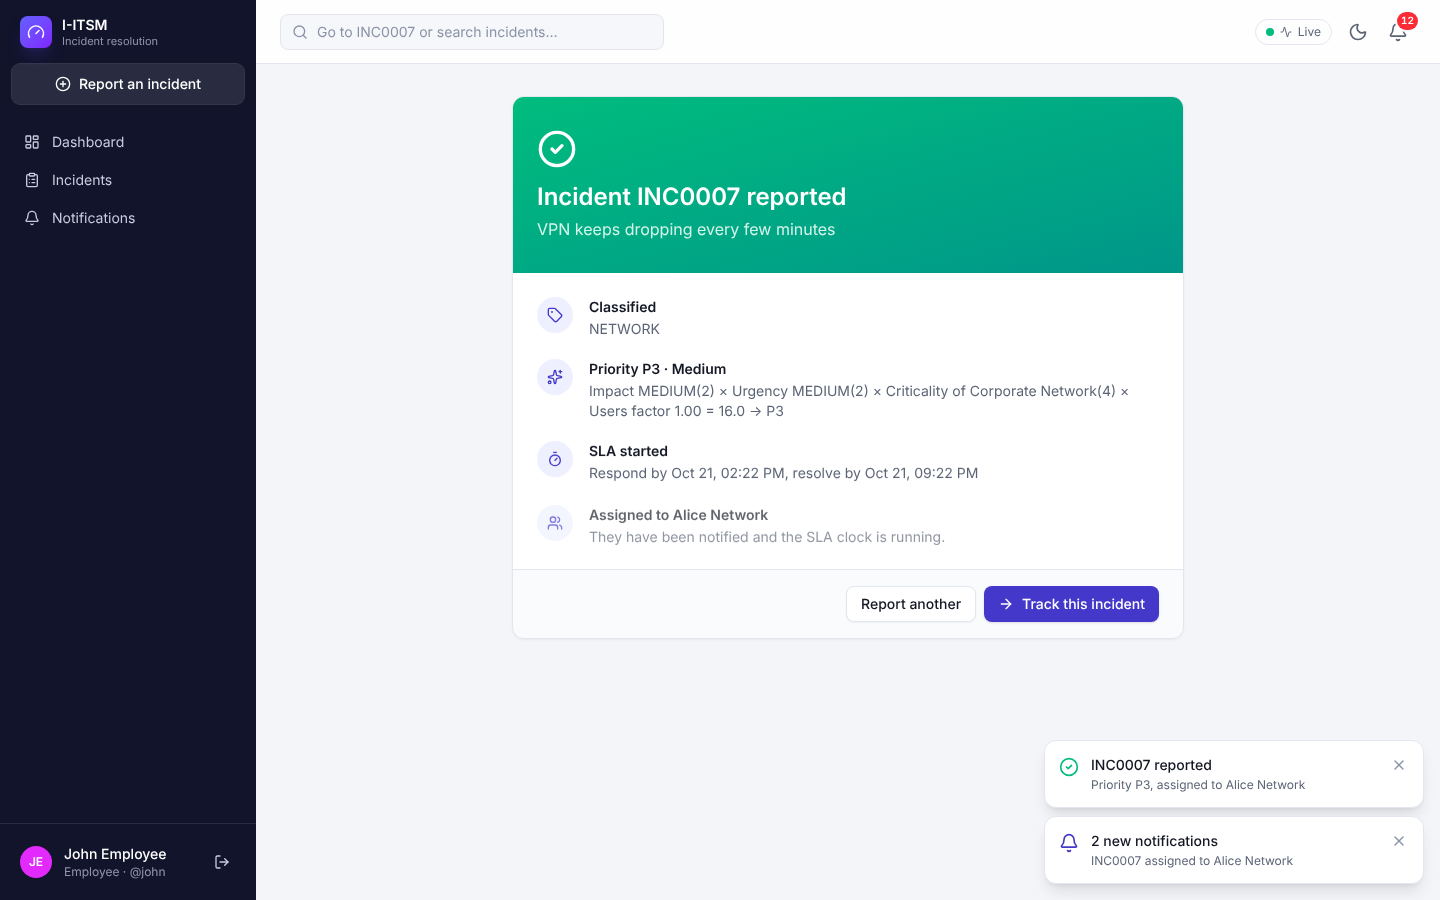 I-ITSM
Incident resolution
Report an incident
Dashboard
Incidents
Notifications
John Employee
Employee · @john
JE
Go to INC0007 or search incidents...
Live
12
Incident INC0007 reported
VPN keeps dropping every few minutes
Classified
NETWORK
Priority P3 · Medium
Impact MEDIUM(2) × Urgency MEDIUM(2) × Criticality of Corporate Network(4) ×
Users factor 1.00 = 16.0 → P3
SLA started
Respond by Oct 21, 02:22 PM, resolve by Oct 21, 09:22 PM
Assigned to Alice Network
They have been notified and the SLA clock is running.
Report another
Track this incident
INC0007 reported
Priority P3, assigned to Alice Network
2 new notifications
INC0007 assigned to Alice Network